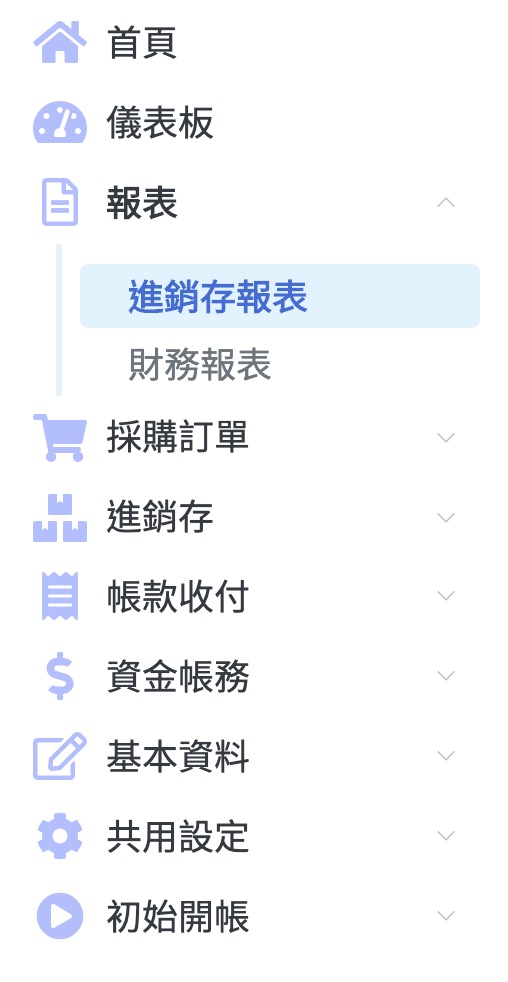 首頁
儀表板
報表
進銷存報表
財務報表
採購訂單
進銷存
帳款收付
資金帳務
基本資料
共用設定
初始開帳